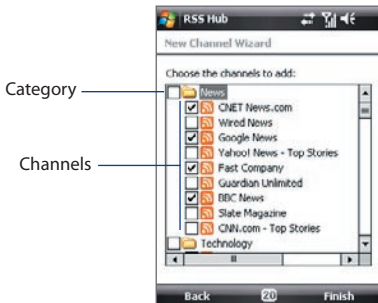 RSS Hub
New Channel Wizard
Choose the channels to add:
Category
News
CNET News.com
Wired News
Google News
Yahoo! News - Top Stories
Channels
Fast Company
Guardian Unlimited
BBC News
Slate Magazine
CNN.com - Top Stories
Technology
Back 20 Finish